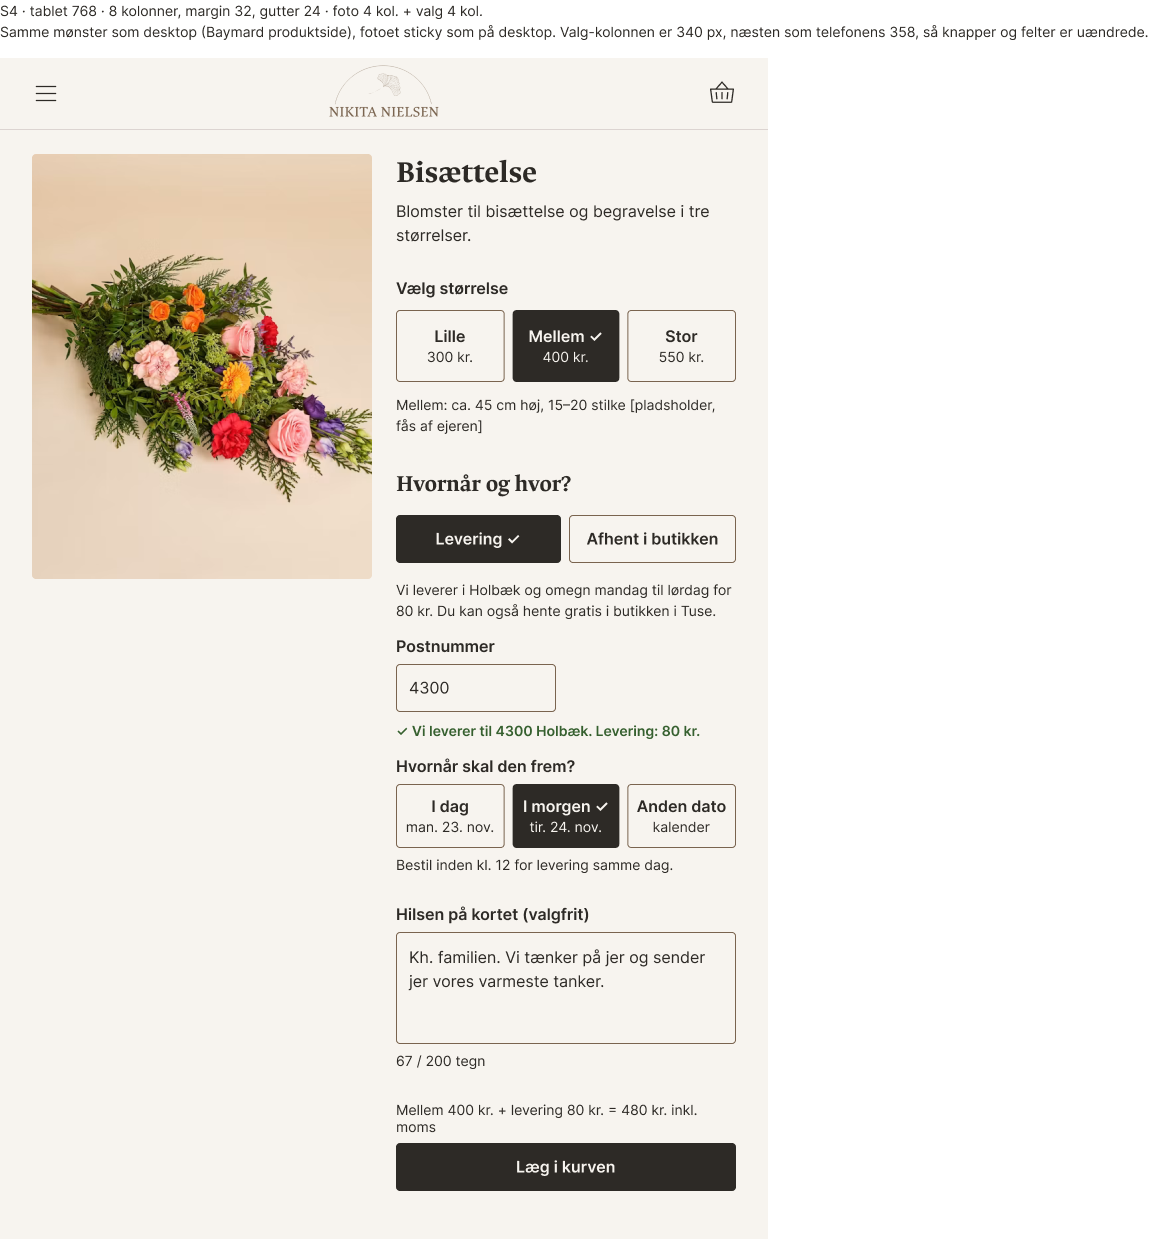 S4 · tablet 768 · 8 kolonner, margin 32, gutter 24 · foto 4 kol. + valg 4 kol.
Samme mønster som desktop (Baymard produktside), fotoet sticky som på desktop. Valg-kolonnen er 340 px, næsten som telefonens 358, så knapper og felter er uændrede.
NIKITA NIELSEN
Bisættelse
Blomster til bisættelse og begravelse i tre
størrelser.
Vælg størrelse
Lille
300 kr.
Mellem ✓
400 kr.
Stor
550 kr.
Mellem: ca. 45 cm høj, 15–20 stilke [pladsholder,
fås af ejeren]
Hvornår og hvor?
Levering ✓
Afhent i butikken
Vi leverer i Holbæk og omegn mandag til lørdag for
80 kr. Du kan også hente gratis i butikken i Tuse.
Postnummer
4300
✓ Vi leverer til 4300 Holbæk. Levering: 80 kr.
Hvornår skal den frem?
I dag
man. 23. nov.
I morgen ✓
tir. 24. nov.
Anden dato
kalender
Bestil inden kl. 12 for levering samme dag.
Hilsen på kortet (valgfrit)
Kh. familien. Vi tænker på jer og sender
jer vores varmeste tanker.
67 / 200 tegn
Mellem 400 kr. + levering 80 kr. = 480 kr. inkl.
moms
Læg i kurven